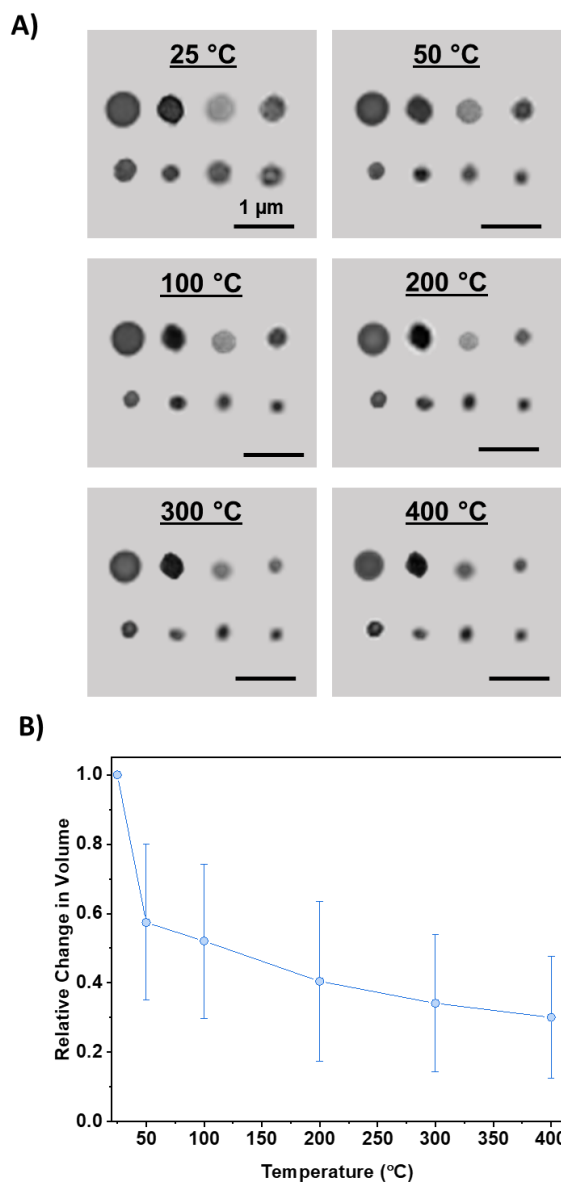 A)
25 °C
50 °C
1 µm
100 °C
200 °C
300 °C
400 °C
B)
1.0
0.8
0.6
0.4
0.2
0.0
Relative Change in Volume
50 100 150 200 250 300 350 400
Temperature (°C)